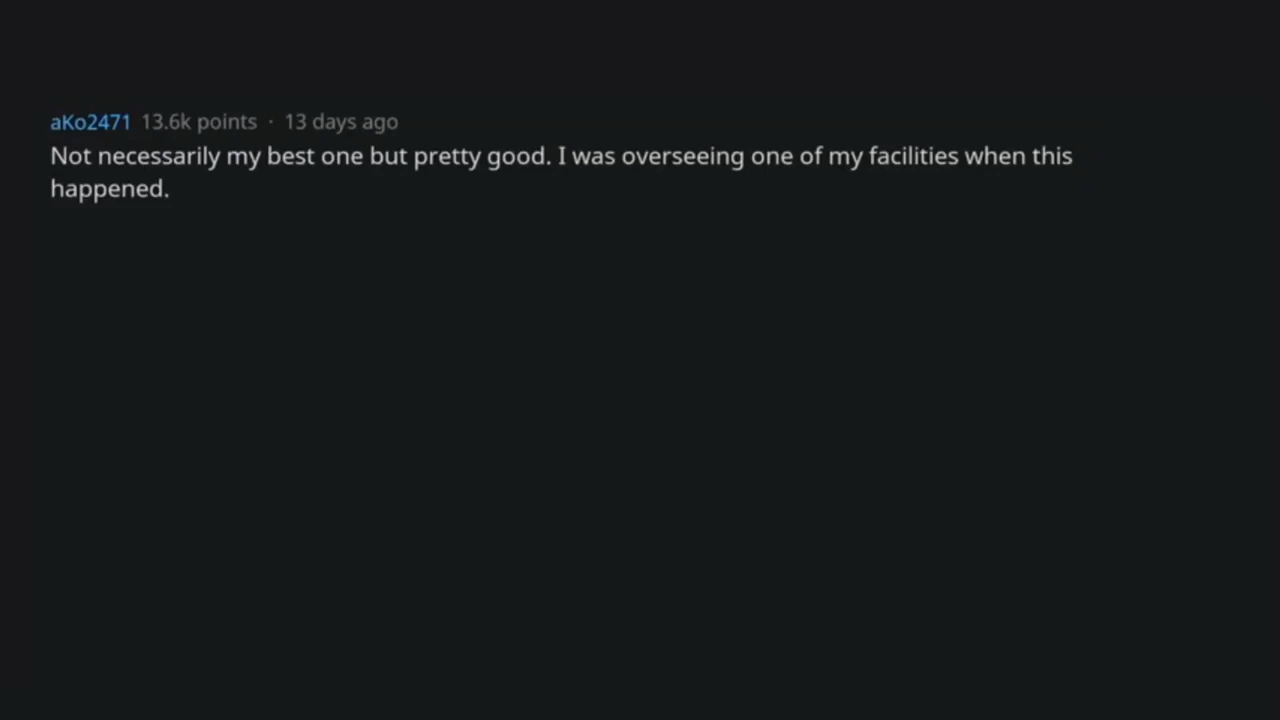 aKo2471 13.6k points · 13 days ago
Not necessarily my best one but pretty good. I was overseeing one of my facilities when this
happened.